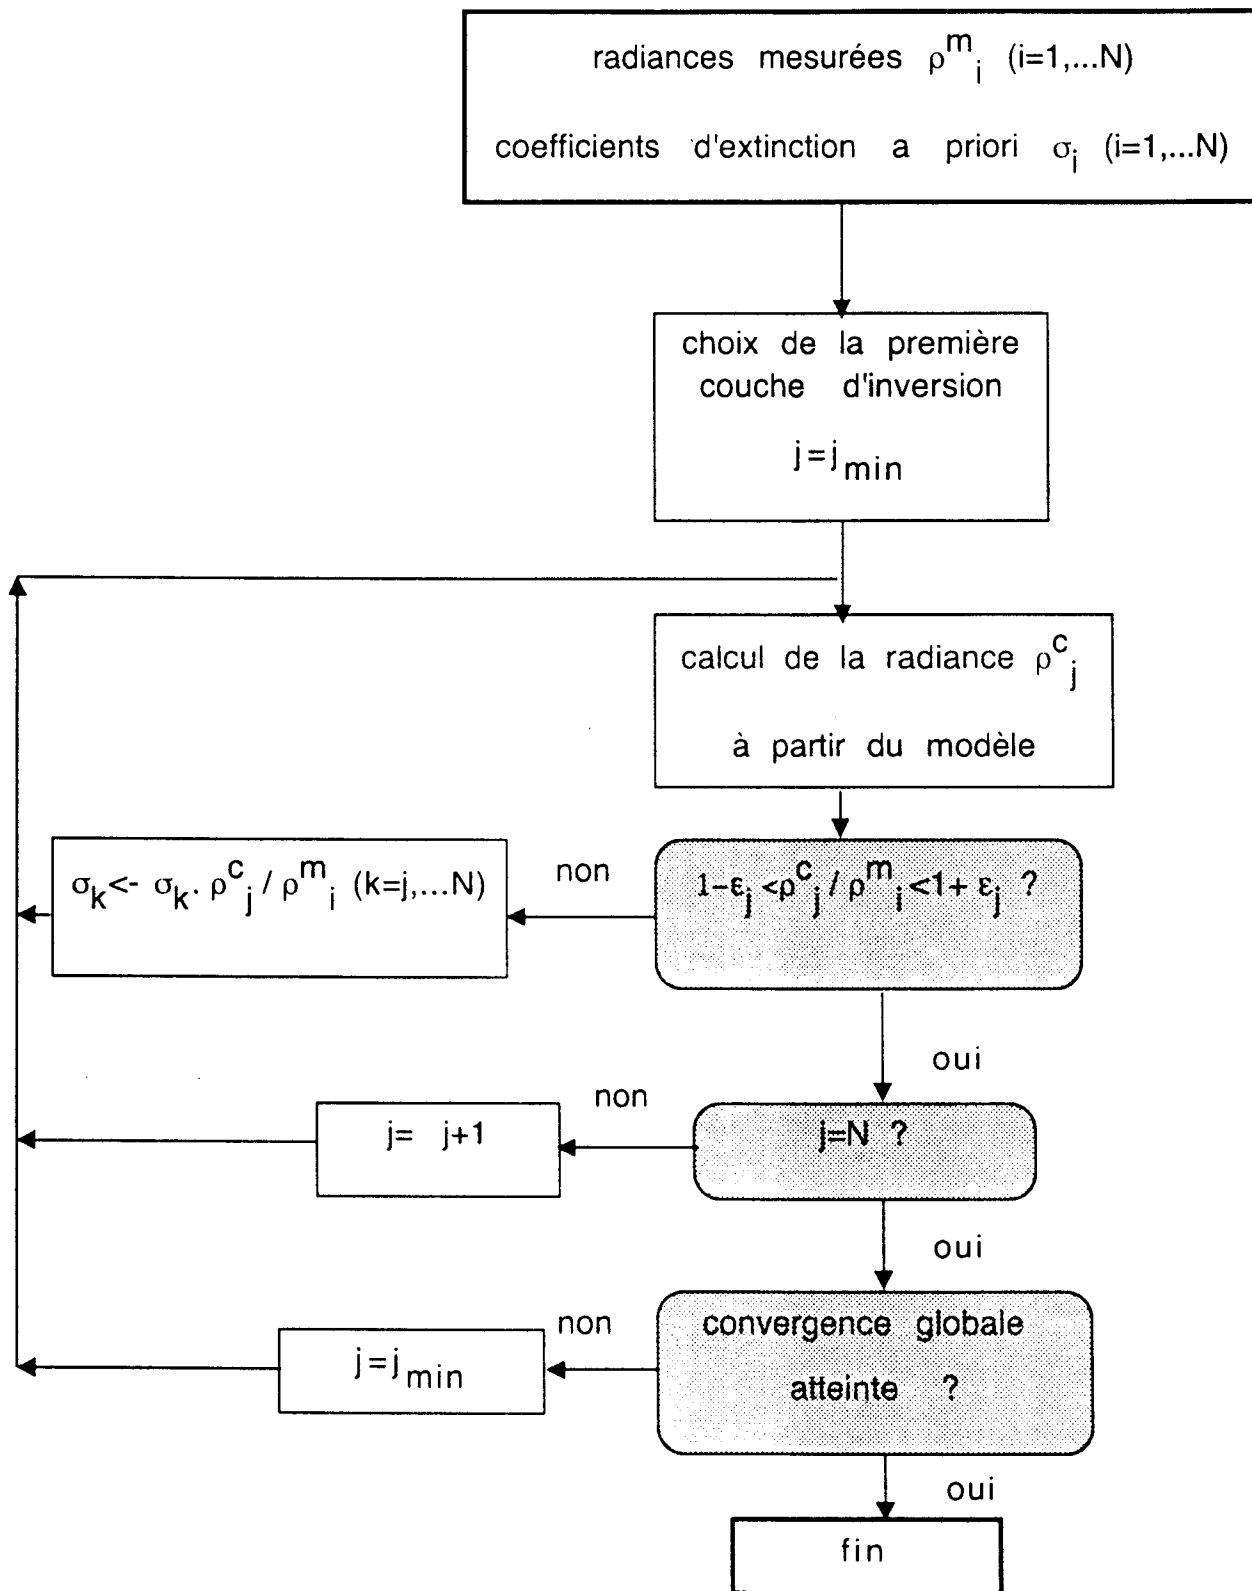 radiances mesurées ρ^m_i (i=1,...N)
coefficients d'extinction a priori σ_i (i=1,...N)
choix de la première
couche d'inversion
j=j_min
calcul de la radiance ρ^c_j
à partir du modèle
σ_k<- σ_k. ρ^c_j / ρ^m_i (k=j,...N)
non
1-ε_j <ρ^c_j / ρ^m_i <1+ ε_j ?
oui
j= j+1
non
j=N ?
oui
j=j_min
non
convergence globale
atteinte ?
oui
fin